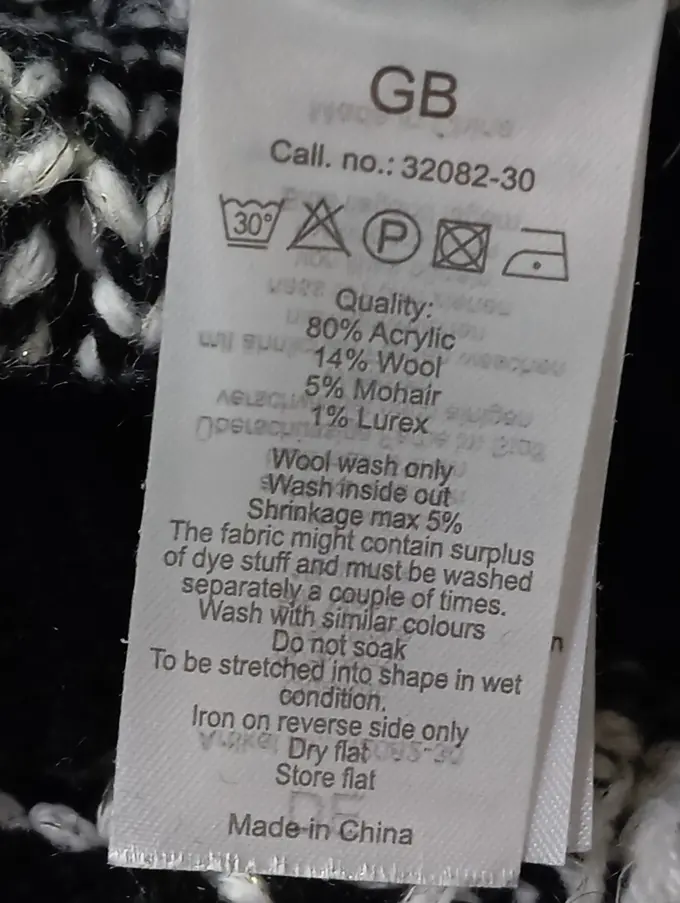 GB
Call. no.: 32082-30
30°
P
Quality:
80% Acrylic
14% Wool
5% Mohair
1% Lurex
Wool wash only
Wash inside out
Shrinkage max 5%
The fabric might contain surplus
of dye stuff and must be washed
separately a couple of times.
Wash with similar colours
Do not soak
To be stretched into shape in wet
condition.
Iron on reverse side only
Dry flat
Store flat
Made in China
n